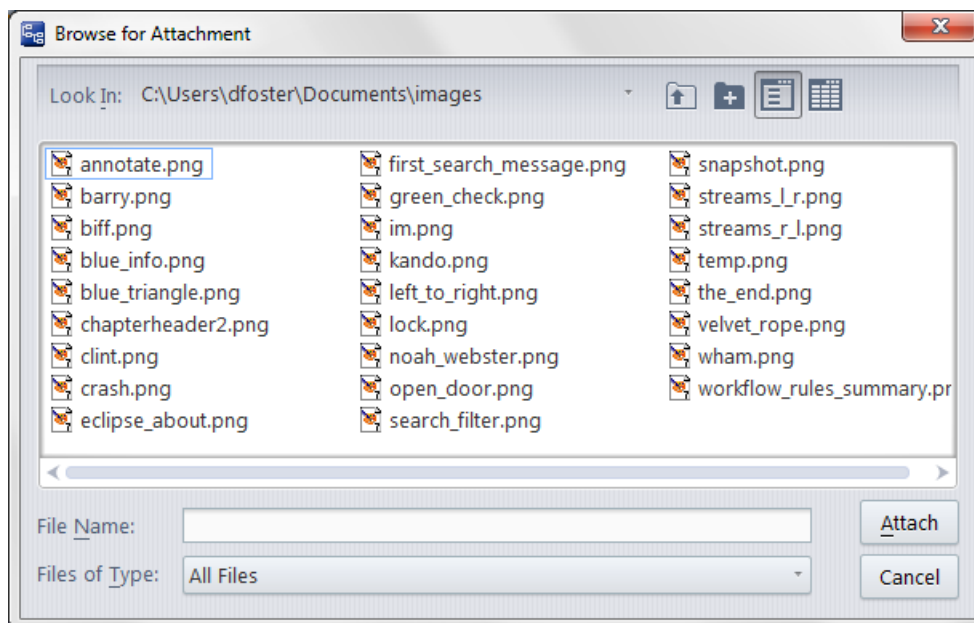 Browse for Attachment
Look In: C:\Users\dfoster\Documents\images
annotate.png
barry.png
biff.png
blue_info.png
blue_triangle.png
chapterheader2.png
clint.png
crash.png
eclipse_about.png
first_search_message.png
green_check.png
im.png
kando.png
left_to_right.png
lock.png
noah_webster.png
open_door.png
search_filter.png
snapshot.png
streams_l_r.png
streams_r_l.png
temp.png
the_end.png
velvet_rope.png
wham.png
workflow_rules_summary.pr
File Name:
Attach
Files of Type: All Files
Cancel